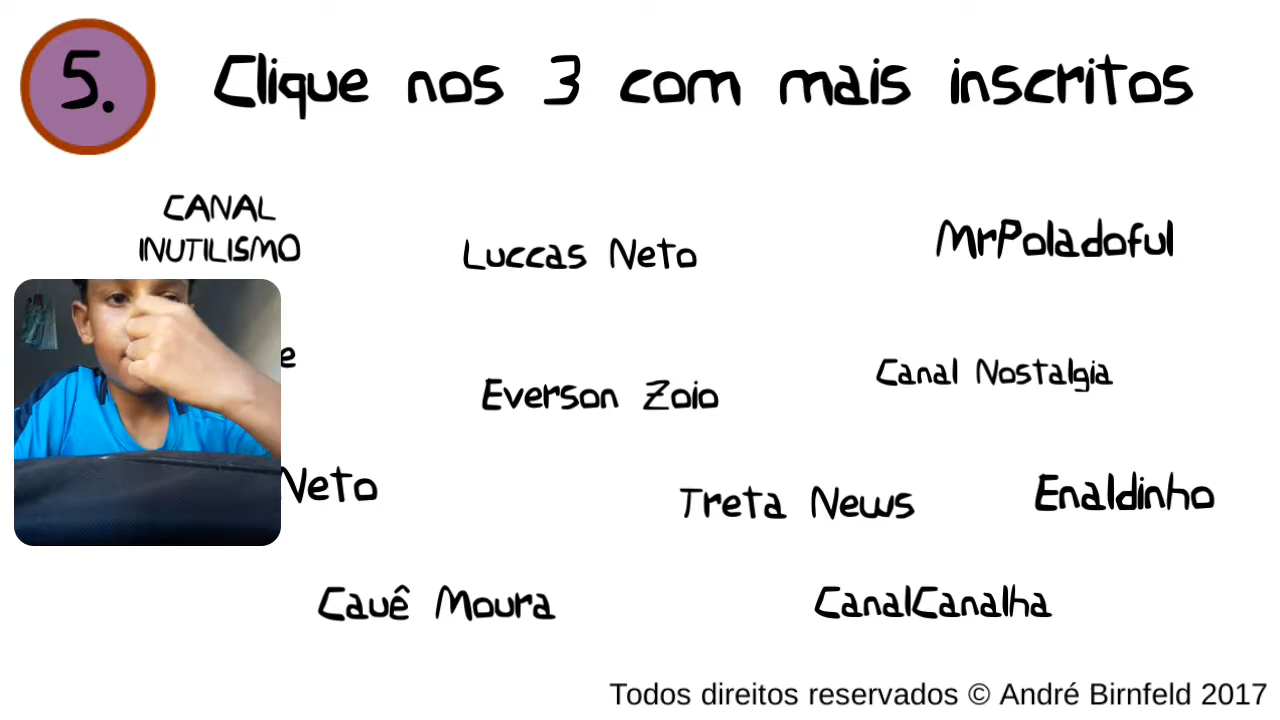 5.
Clique nos 3 com mais inscritos
CANAL
INUTILISMO
Luccas Neto
MrPoladoful
Everson Zoio
Canal Nostalgia
Neto
Treta News
Enaldinho
Cauê Moura
CanalCanalha
Todos direitos reservados © André Birnfeld 2017